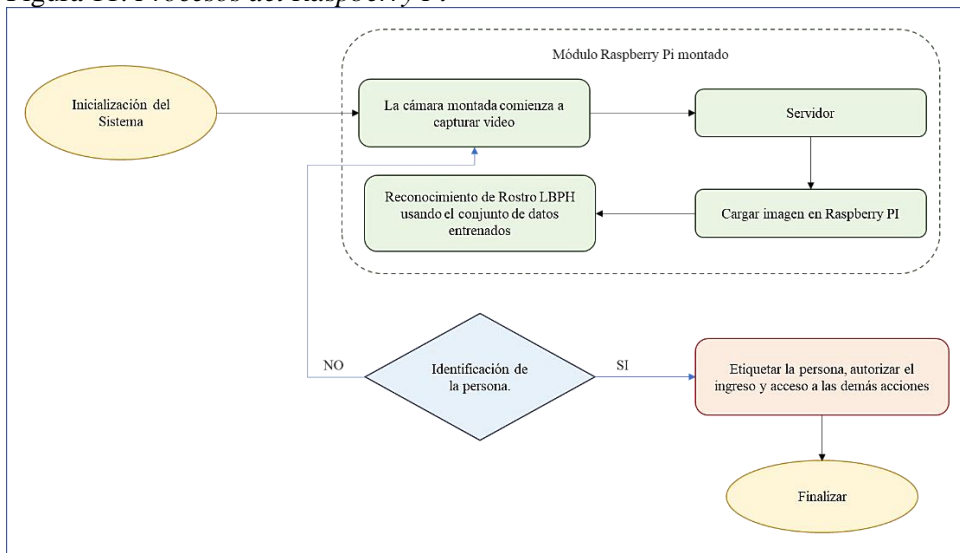 Figura 11. Procesos del Raspberry Pi
Módulo Raspberry Pi montado
Inicialización del
Sistema
La cámara montada comienza a
capturar video
Servidor
Reconocimiento de Rostro LBPH
usando el conjunto de datos
entrenados
Cargar imagen en Raspberry PI
NO
Identificación de
la persona.
SI
Etiquetar la persona, autorizar el
ingreso y acceso a las demás acciones
Finalizar